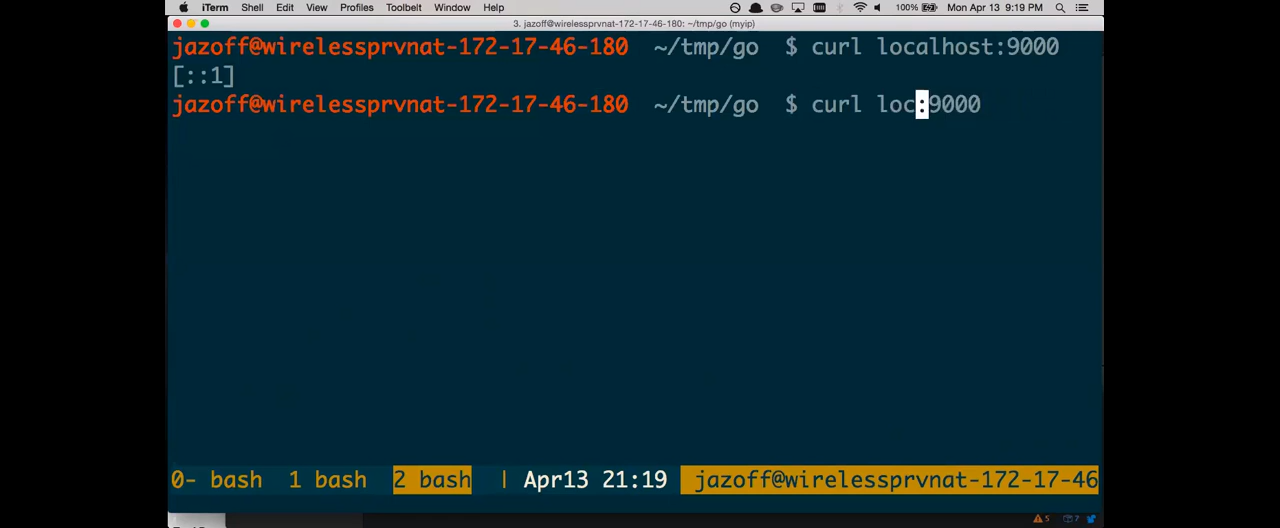 iTerm Shell Edit View Profiles Toolbelt Window Help 100% Mon Apr 13 9:19 PM
3. jazoff@wirelessprvnat-172-17-46-180: ~/tmp/go (myip)
jazoff@wirelessprvnat-172-17-46-180 ~/tmp/go $ curl localhost:9000
[::1]
jazoff@wirelessprvnat-172-17-46-180 ~/tmp/go $ curl loc:9000
0- bash 1 bash 2 bash | Apr13 21:19 jazoff@wirelessprvnat-172-17-46
5 7